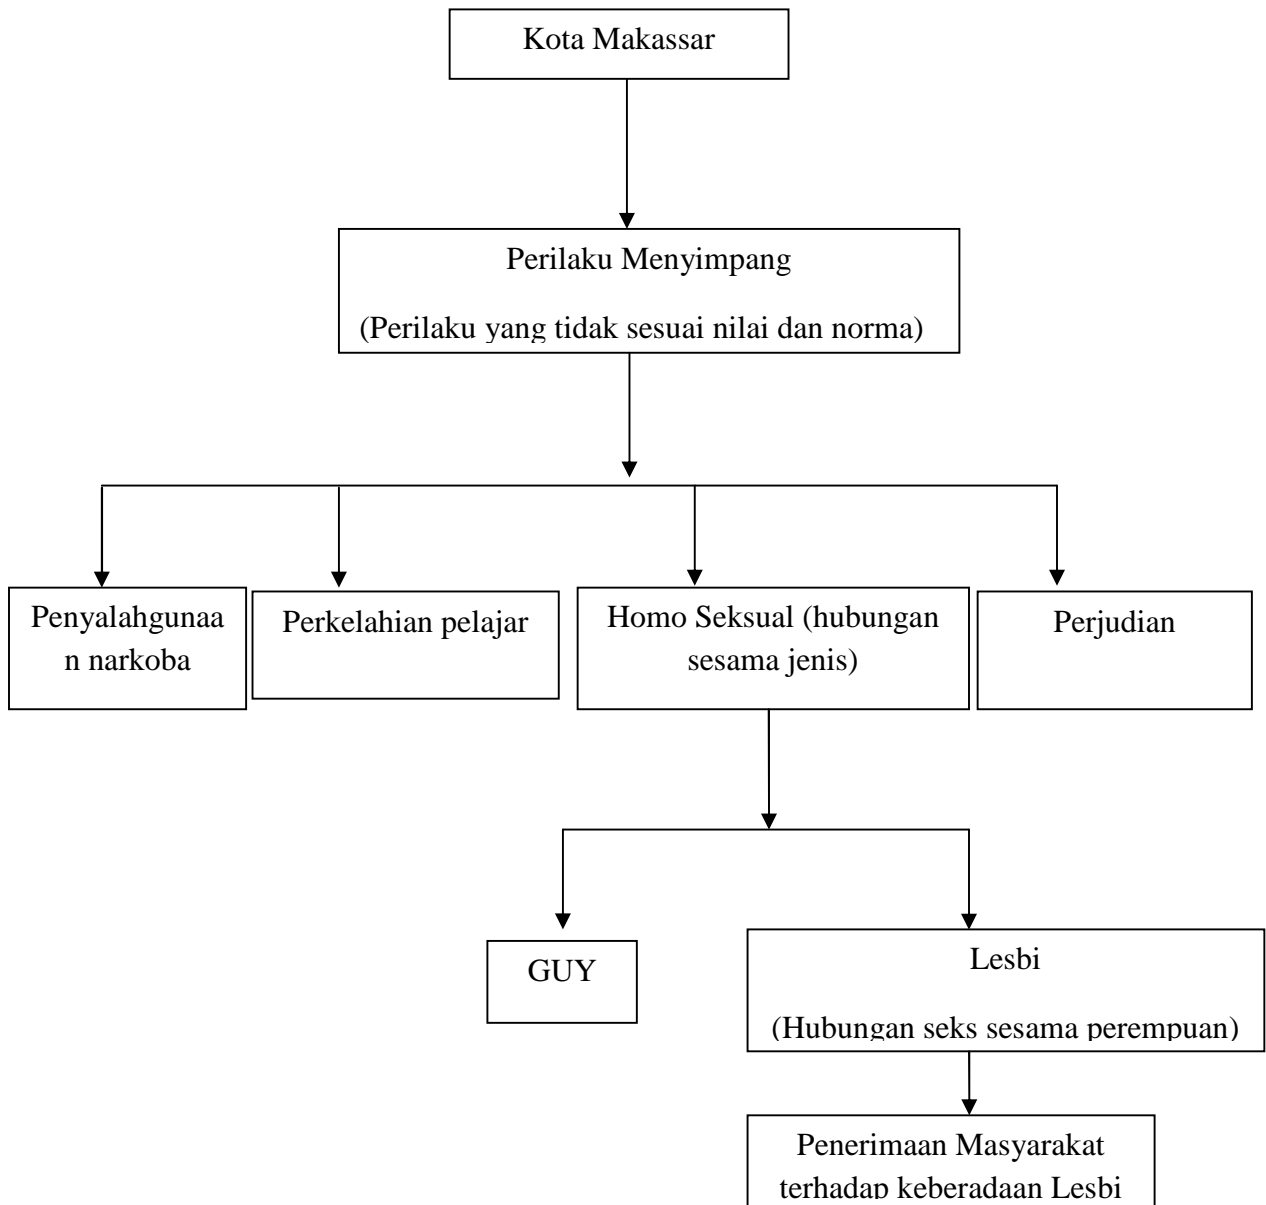 Kota Makassar
Perilaku Menyimpang
(Perilaku yang tidak sesuai nilai dan norma)
Penyalahgunaa
n narkoba
Perkelahian pelajar
Homo Seksual (hubungan
sesama jenis)
Perjudian
GUY
Lesbi
(Hubungan seks sesama perempuan)
Penerimaan Masyarakat
terhadap keberadaan Lesbi